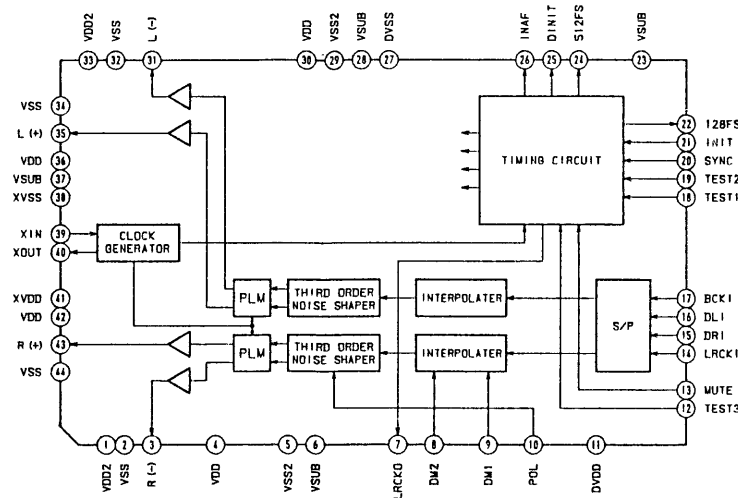 VDD2
VSS
L (-)
VDD
VSS2
VSUB
DVSS
INAF
DINIT
512FS
VSUB
33
32
31
30
29
28
27
26
25
24
23
VSS 34
L (+) 35
VDD 36
VSUB 37
XVSS 38
XIN 39
XOUT 40
XVDD 41
VDD 42
R (+) 43
VSS 44
TIMING CIRCUIT
CLOCK
GENERATOR
PLM
THIRD ORDER
NOISE SHAPER
INTERPOLATER
PLM
THIRD ORDER
NOISE SHAPER
INTERPOLATER
S/P
22 128FS
21 INIT
20 SYNC
19 TEST2
18 TEST1
17 BCKI
16 DLI
15 DRI
14 LRCKI
13 MUTE
12 TEST3
1
2
3
4
5
6
7
8
9
10
11
VDD2
VSS
R (-)
VDD
VSS2
VSUB
LRCKO
DM2
DM1
POL
DVDD